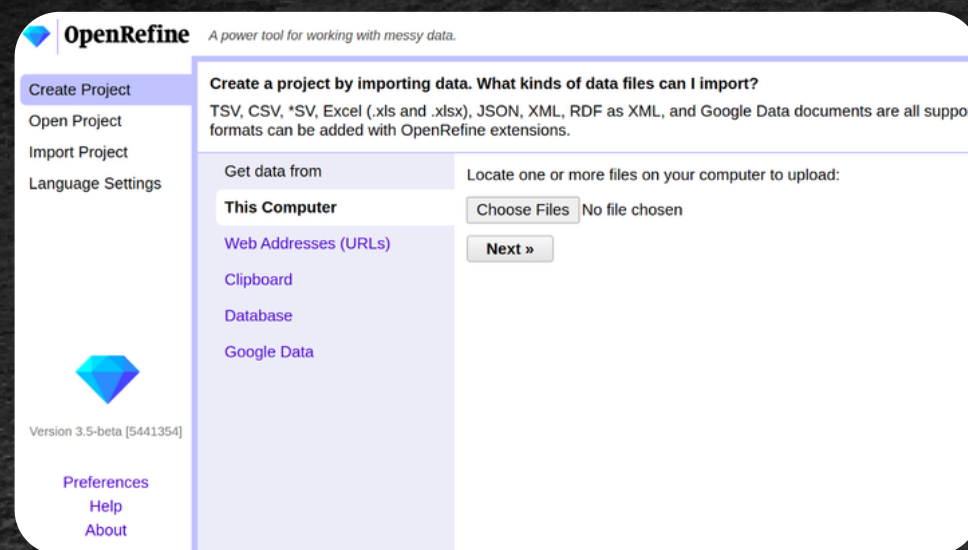 OpenRefine A power tool for working with messy data.
Create Project
Open Project
Import Project
Language Settings
Version 3.5-beta [5441354]
Preferences
Help
About
Create a project by importing data. What kinds of data files can I import?
TSV, CSV, *SV, Excel (.xls and .xlsx), JSON, XML, RDF as XML, and Google Data documents are all
formats can be added with OpenRefine extensions.
Get data from
This Computer
Web Addresses (URLs)
Clipboard
Database
Google Data
Locate one or more files on your computer to upload:
Choose Files No file chosen
Next »